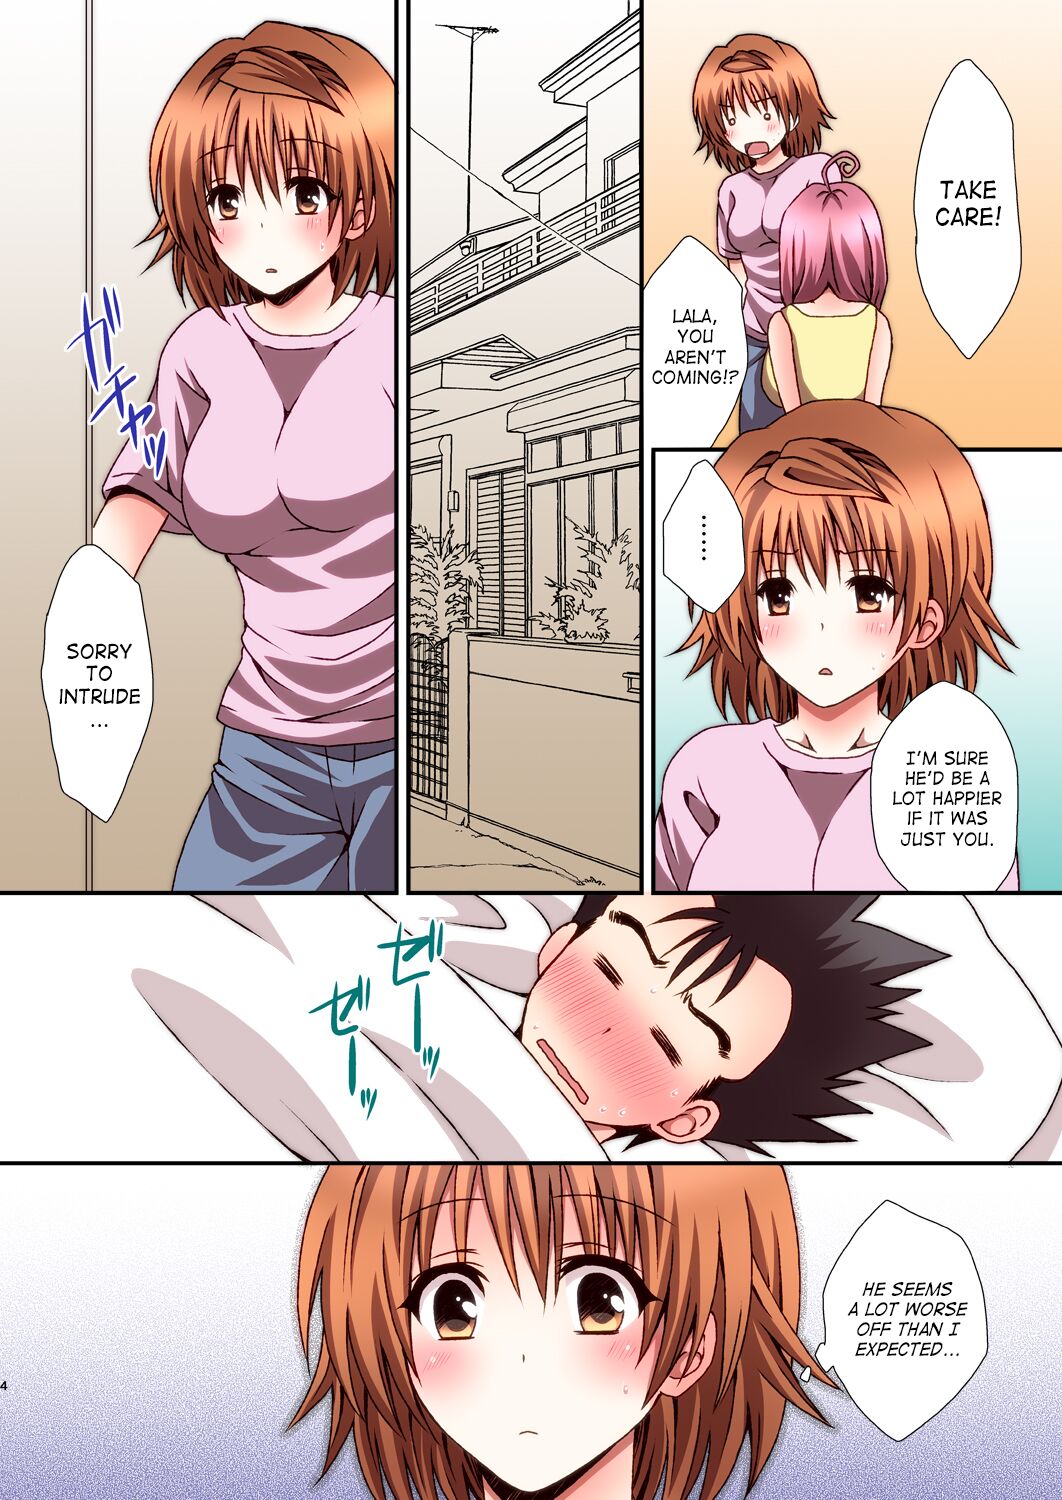 TAKE
CARE!
LALA,
YOU
AREN'T
COMING!?
........
I'M SURE
HE'D BE A
LOT HAPPIER
IF IT WAS
JUST YOU.
ガチャッ
SORRY
TO
INTRUDE
...
ゼーッ
ゼーッ
HE SEEMS
A LOT WORSE
OFF THAN I
EXPECTED...
4